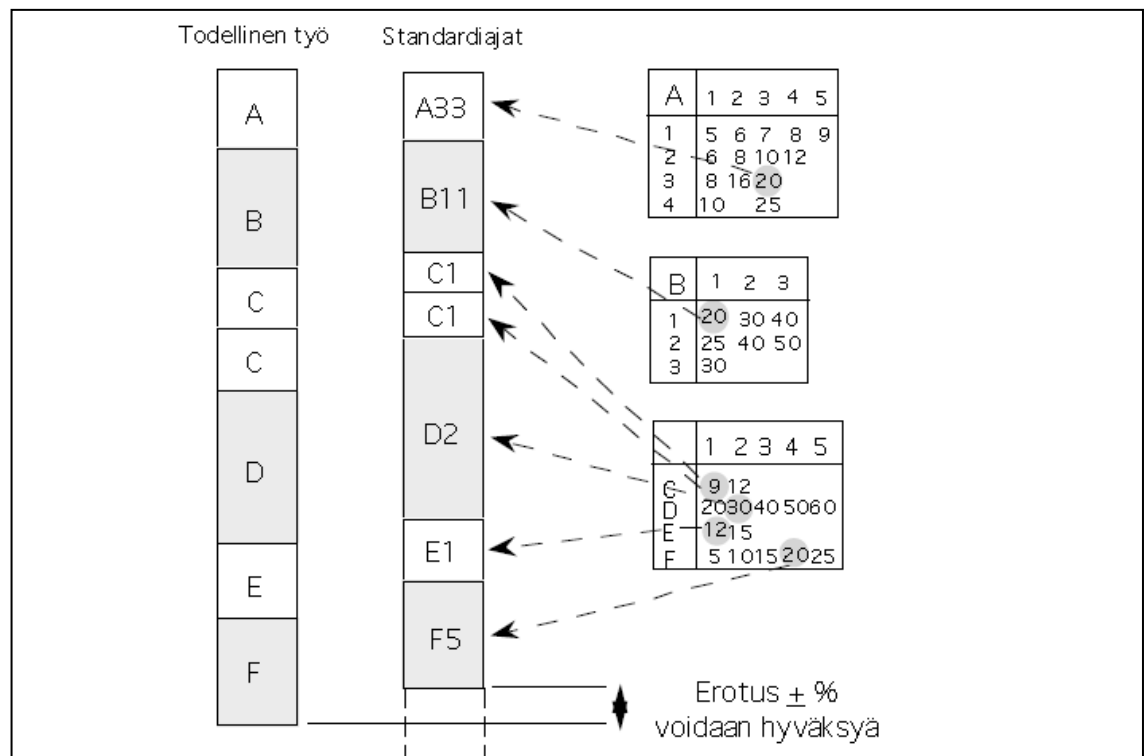 Todellinen työ
Standardiajat
A
B
C
C
D
E
F
A33
B11
C1
C1
D2
E1
F5
A 1 2 3 4 5
1 5 6 7 8 9
2 6 8 10 12
3 8 16 20
4 10 25
B 1 2 3
1 20 30 40
2 25 40 50
3 30
1 2 3 4 5
C 9 12
D 20 30 40 50 60
E 12 15
F 5 10 15 20 25
Erotus ± %
voidaan hyväksyä